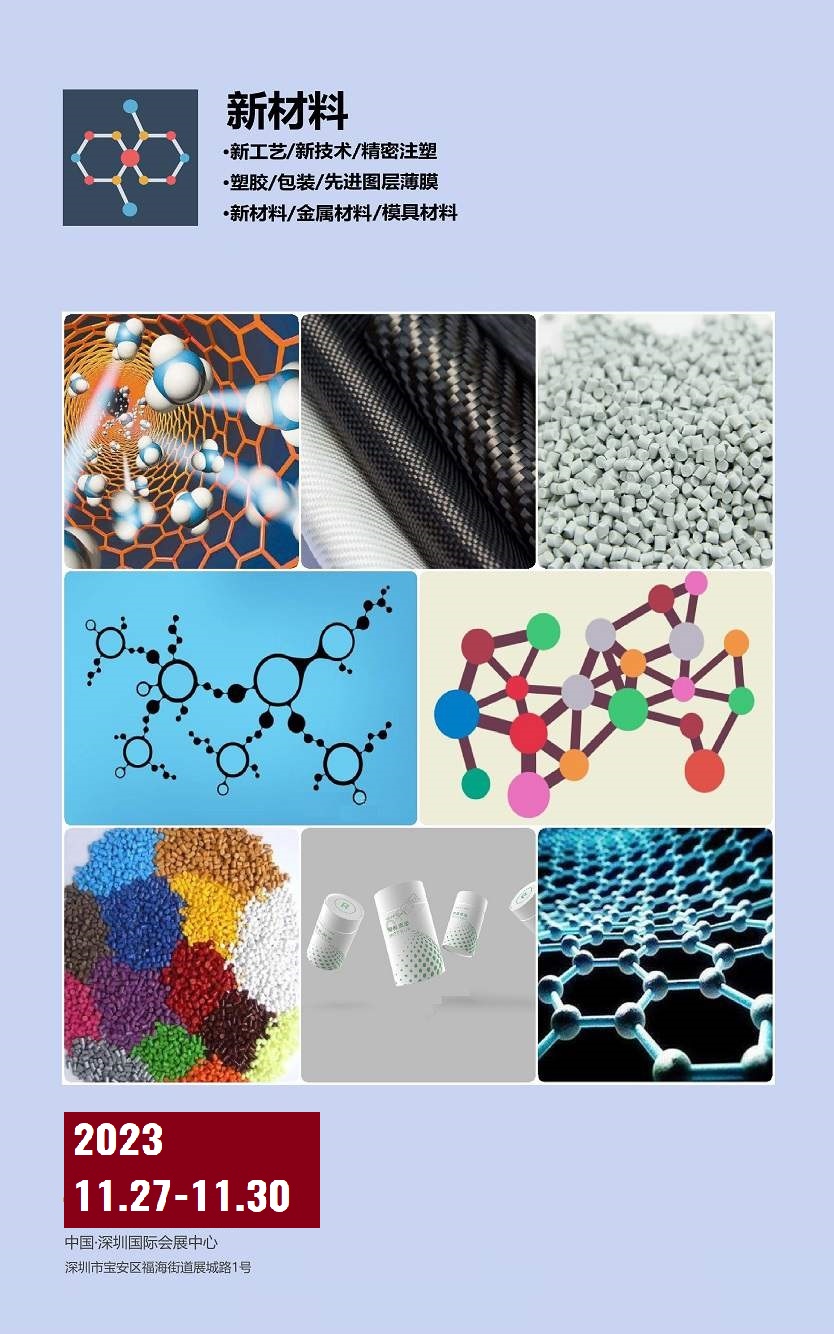 新材料
•新工艺/新技术/精密注塑
•塑胶/包装/先进图层薄膜
•新材料/金属材料/模具材料
2023
11.27-11.30
中国·深圳国际会展中心
深圳市宝安区福海街道展城路1号